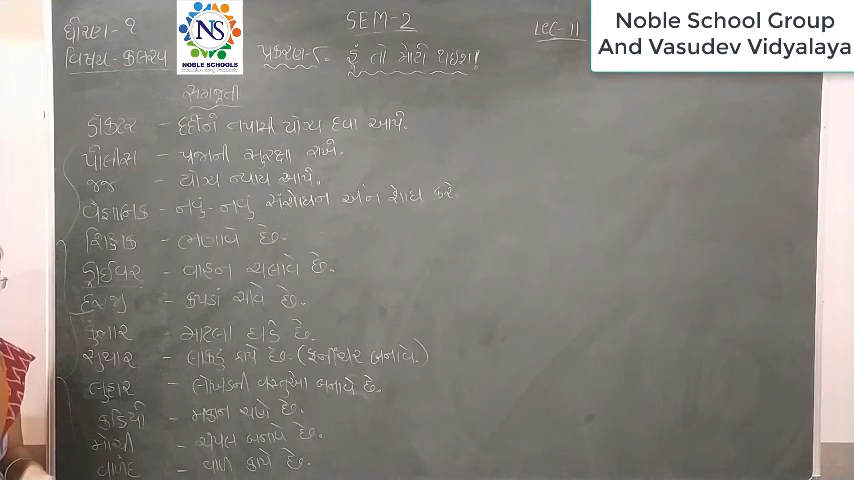 ધોરણ - ૧
SEM-2
Lec-11
વિષય - કલરવ
પ્રકરણ-૮ હું તો મોટી થઈશ!
NS
NOBLE SCHOOLS
Noble School Group
And Vasudev Vidyalaya
સમજૂતી
ડૉક્ટર - દર્દીને તપાસી યોગ્ય દવા આપે.
પોલીસ - પ્રજાની સુરક્ષા રાખે.
જજ - યોગ્ય ન્યાય આપે.
વૈજ્ઞાનિક - નવું-નવું સંશોધન અને શોધ કરે.
શિક્ષક - ભણાવે છે.
ડ્રાઈવર - વાહન ચલાવે છે.
દરજી - કપડાં સીવે છે.
કુંભાર - માટલા ઘડે છે.
સુથાર - લાકડું કાપે છે. (ફર્નીચર બનાવે.)
લુહાર - લોખંડની વસ્તુઓ બનાવે છે.
કડિયો - મકાન ચણે છે.
મોચી - ચંપલ બનાવે છે.
વાળંદ - વાળ કાપે છે.